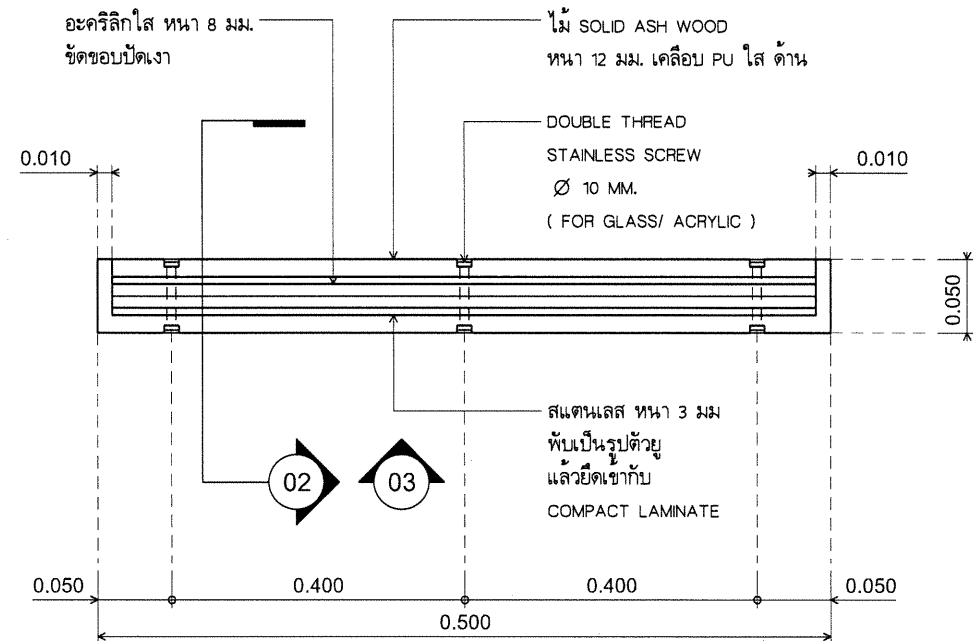 อะคริลิกใส หนา 8 มม.
ขัดขอบปัดเงา
ไม้ SOLID ASH WOOD
หนา 12 มม. เคลือบ PU ใส ด้าน
DOUBLE THREAD
STAINLESS SCREW
Ø 10 MM.
( FOR GLASS/ ACRYLIC )
0.010
0.010
0.050
สแตนเลส หนา 3 มม
พับเป็นรูปตัวยู
แล้วยึดเข้ากับ
COMPACT LAMINATE
02
03
0.050
0.400
0.400
0.050
0.500